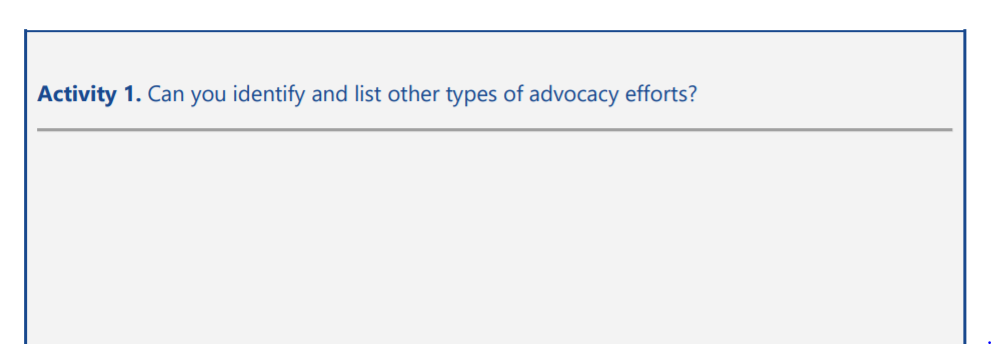 Activity 1. Can you identify and list other types of advocacy efforts?